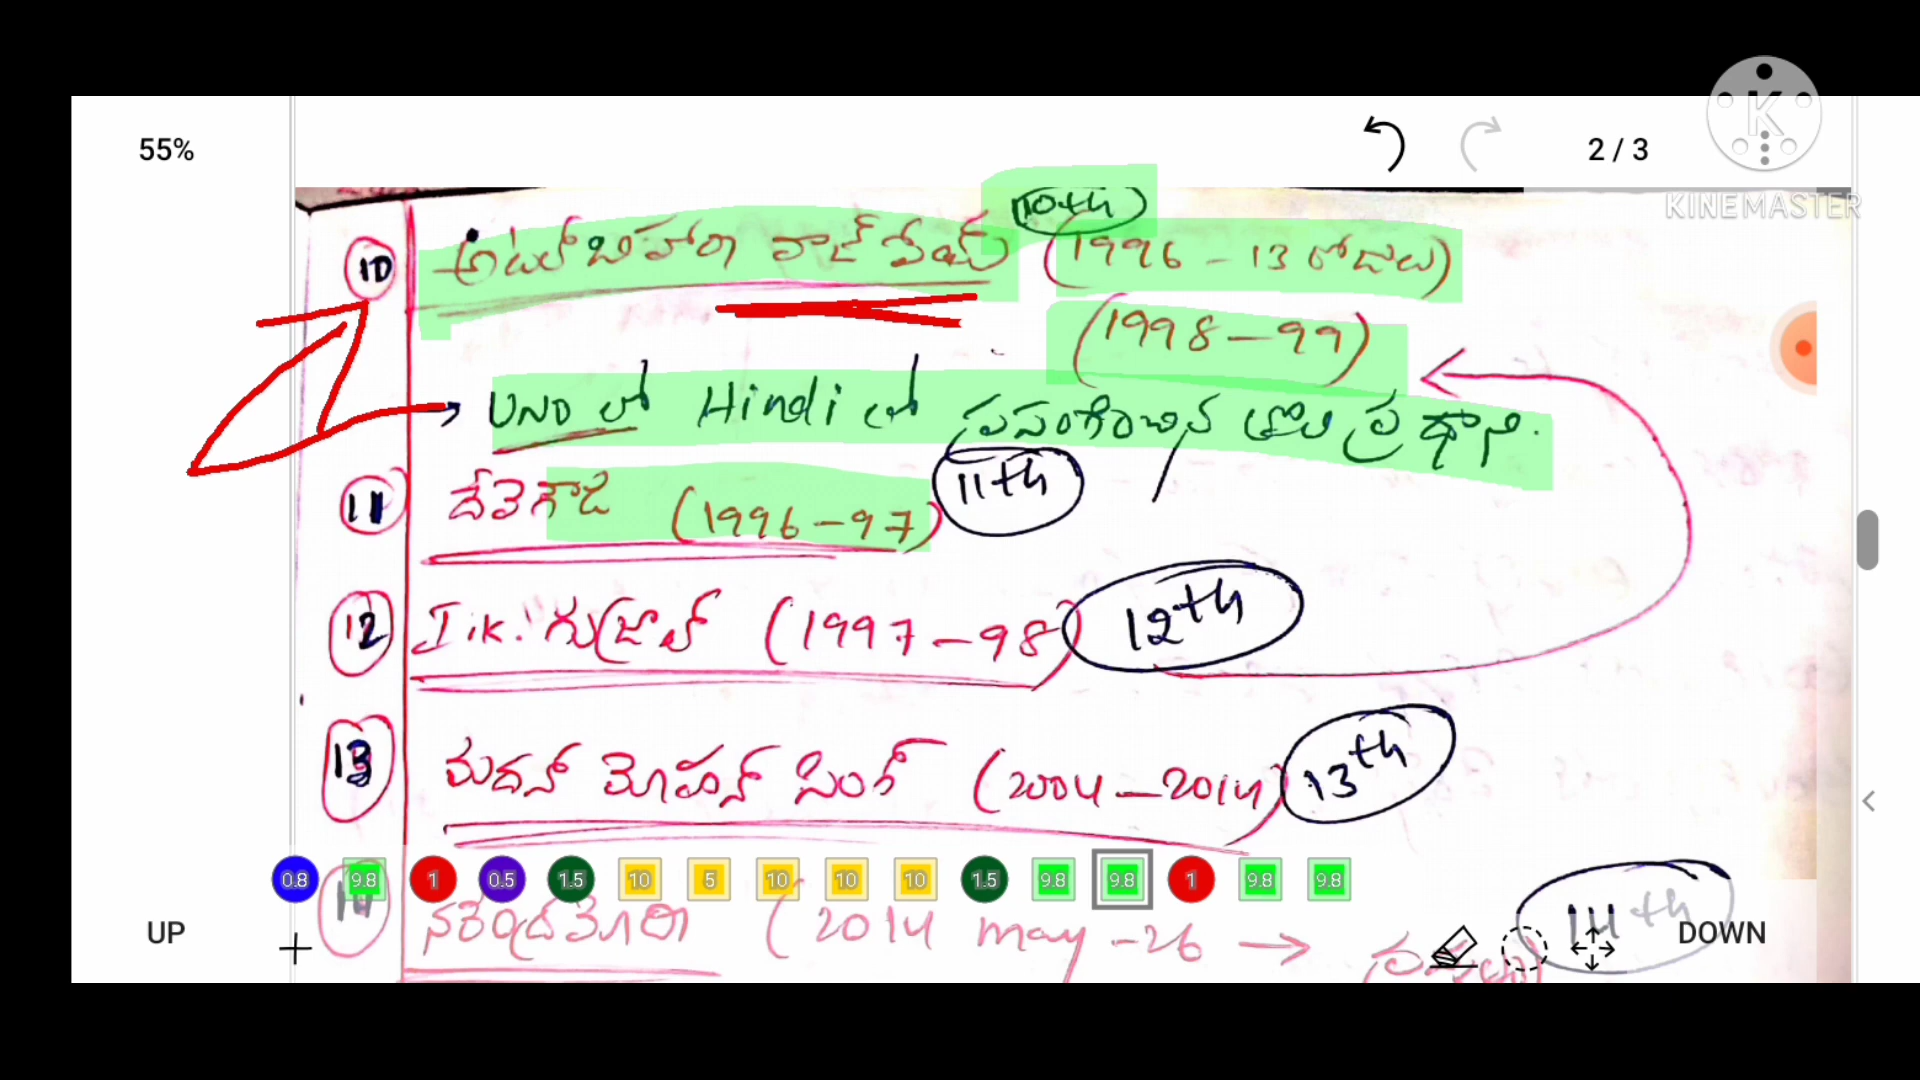 55%
2 / 3
KINEMASTER
10th
10 అటల్ బిహారి వాజ్ పేయ్ (1996 - 13 రోజులు)
(1998-99)
UNO లో Hindi లో ప్రసంగించిన తొలి ప్రధాని.
11 దేవెగౌడ (1996-97) 11th
12 I.K. గుజ్రాల్ (1997-98) 12th
13 మదన్ మోహన్ సింగ్ (2004-2014) 13th
0.8 9.8 1 0.5 1.5 10 5 10 10 10 1.5 9.8 9.8 1 9.8 9.8
14 నరేంద్రమోదీ (2014 may -26 → 14th
UP DOWN